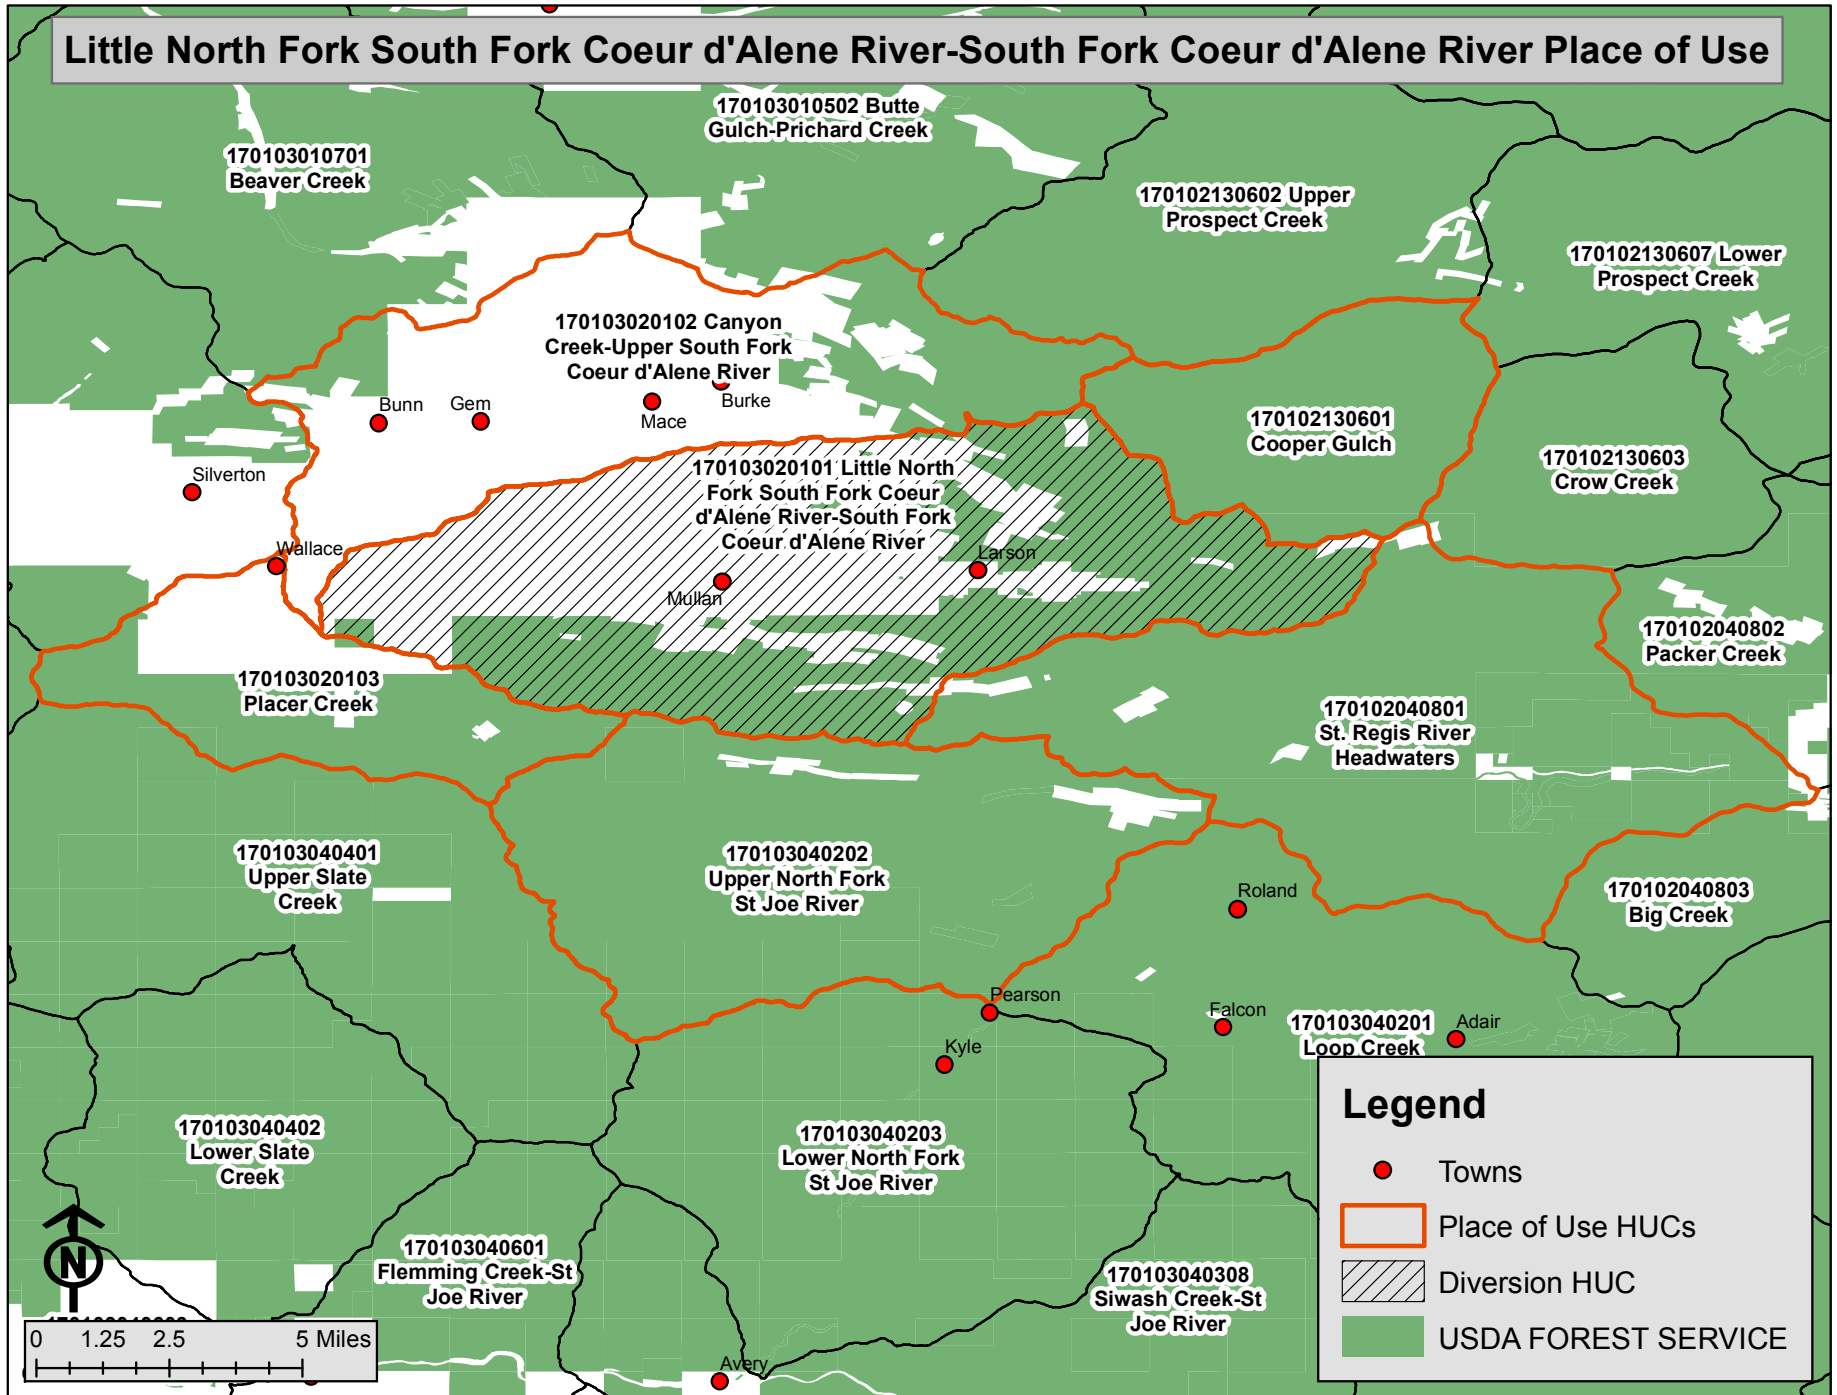 Little North Fork South Fork Coeur d'Alene River-South Fork Coeur d'Alene River Place of Use
170103010502 Butte
Gulch-Prichard Creek
170103010701
Beaver Creek
170102130602 Upper
Prospect Creek
170102130607 Lower
Prospect Creek
170103020102 Canyon
Creek-Upper South Fork
Coeur d'Alene River
Bunn
Gem
Mace
Burke
170102130601
Cooper Gulch
170102130603
Crow Creek
Silverton
170103020101 Little North
Fork South Fork Coeur
d'Alene River-South Fork
Coeur d'Alene River
Wallace
Larson
Mullan
170102040802
Packer Creek
170103020103
Placer Creek
170102040801
St. Regis River
Headwaters
170103040401
Upper Slate
Creek
170103040202
Upper North Fork
St Joe River
Roland
170102040803
Big Creek
Pearson
Falcon
170103040201
Loop Creek
Adair
Kyle
170103040402
Lower Slate
Creek
170103040203
Lower North Fork
St Joe River
170103040601
Flemming Creek-St
Joe River
170103040308
Siwash Creek-St
Joe River
Avery
N
0 1.25 2.5 5 Miles
Legend
Towns
Place of Use HUCs
Diversion HUC
USDA FOREST SERVICE